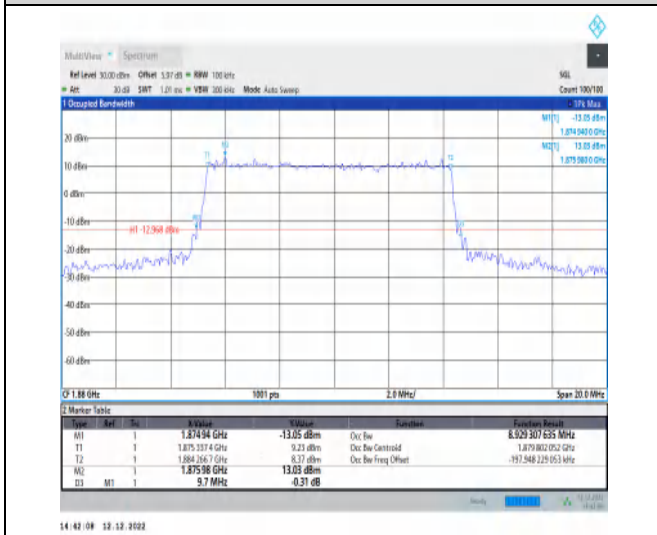 MultiView Spectrum
Ref Level 30.00 dBm Offset 5.97 dB RBW 100 kHz SGL
Att 30 dB SWT 1.01 ms VBW 300 kHz Mode Auto Sweep Count 100/100
1 Occupied Bandwidth 1Pk Max
M1[1] -13.05 dBm
1.874 940 0 GHz
M2[1] 13.03 dBm
1.875 980 0 GHz
20 dBm
10 dBm
0 dBm
-10 dBm
-20 dBm
-30 dBm
-40 dBm
-50 dBm
-60 dBm
T1
M2
T2
H1 -12.968 dBm
CF 1.88 GHz 1001 pts 2.0 MHz/ Span 20.0 MHz
2 Marker Table
Type Ref Trc X-Value Y-Value Function Function Result
M1 1 1.87494 GHz -13.05 dBm Occ Bw 8.929 307 635 MHz
T1 1 1.875 337 4 GHz 9.23 dBm Occ Bw Centroid 1.879 802 052 GHz
T2 1 1.884 266 7 GHz 8.37 dBm Occ Bw Freq Offset -197.948 229 053 kHz
M2 1 1.87598 GHz 13.03 dBm
D3 M1 1 9.7 MHz -0.31 dB
Ready
14:42:09 12.12.2022